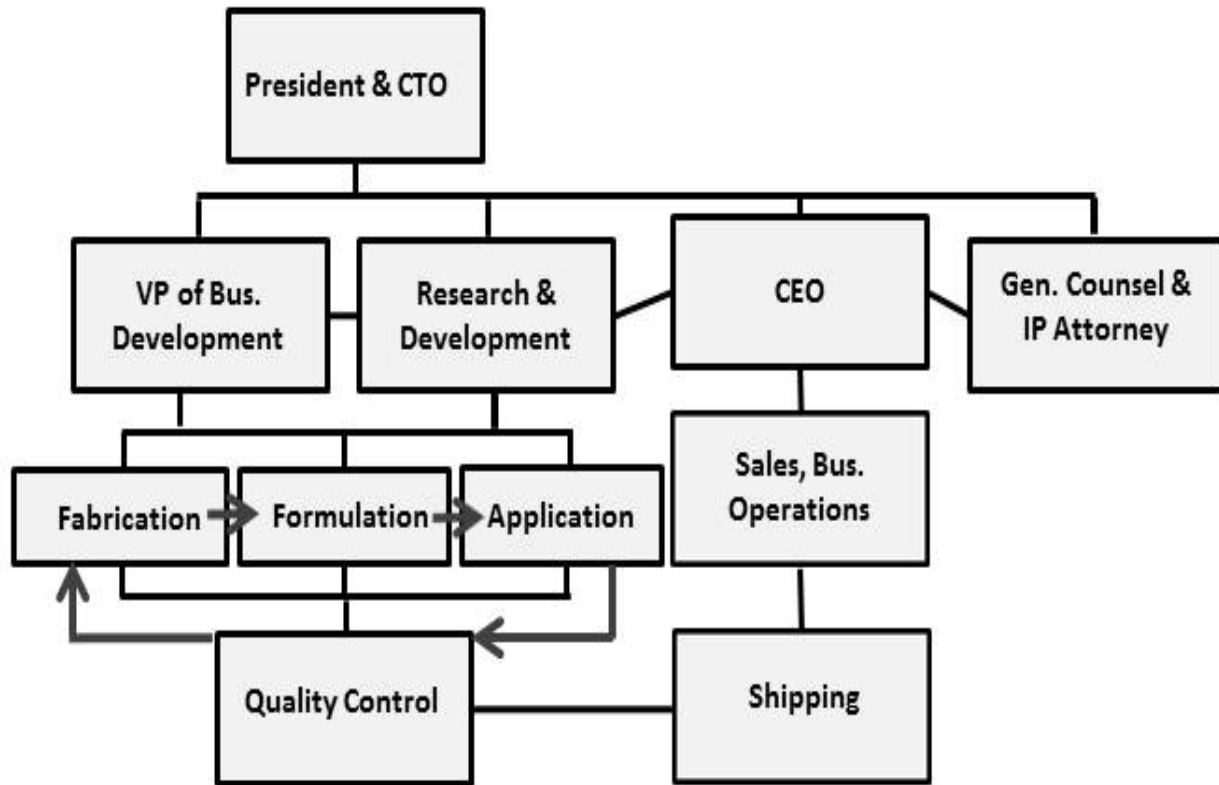 President & CTO
VP of Bus.
Development
Research &
Development
CEO
Gen. Counsel &
IP Attorney
Fabrication
Formulation
Application
Sales, Bus.
Operations
Quality Control
Shipping